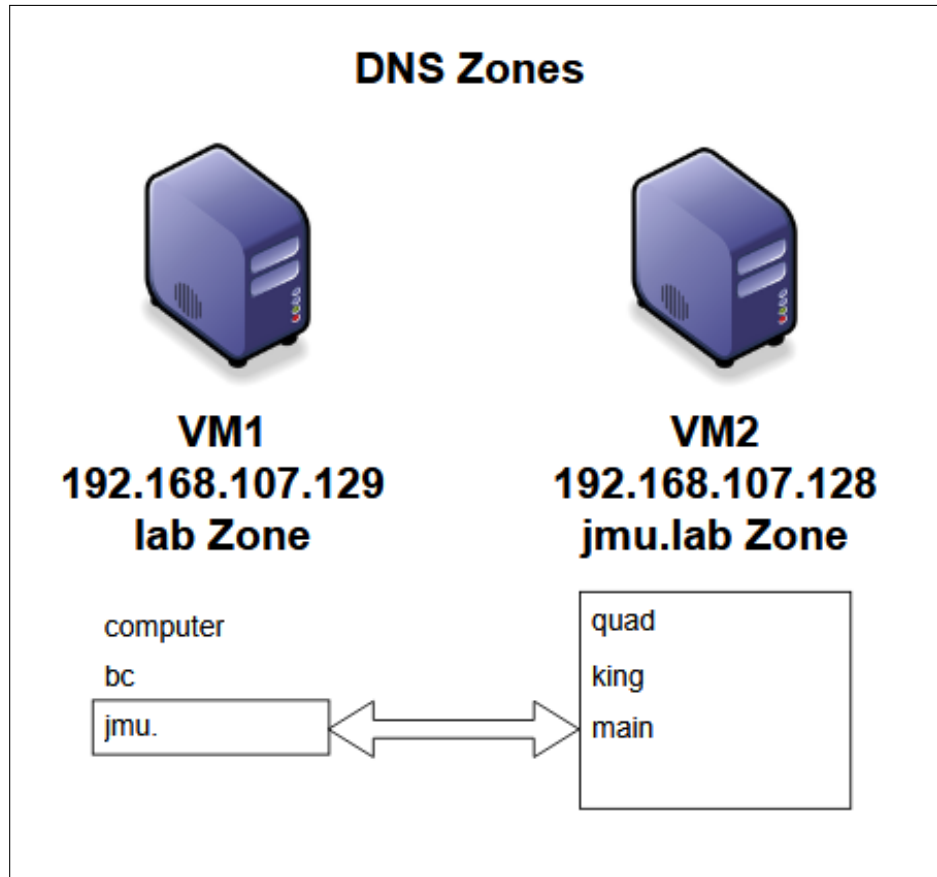 DNS Zones
VM1
192.168.107.129
lab Zone
VM2
192.168.107.128
jmu.lab Zone
computer
bc
jmu.
quad
king
main